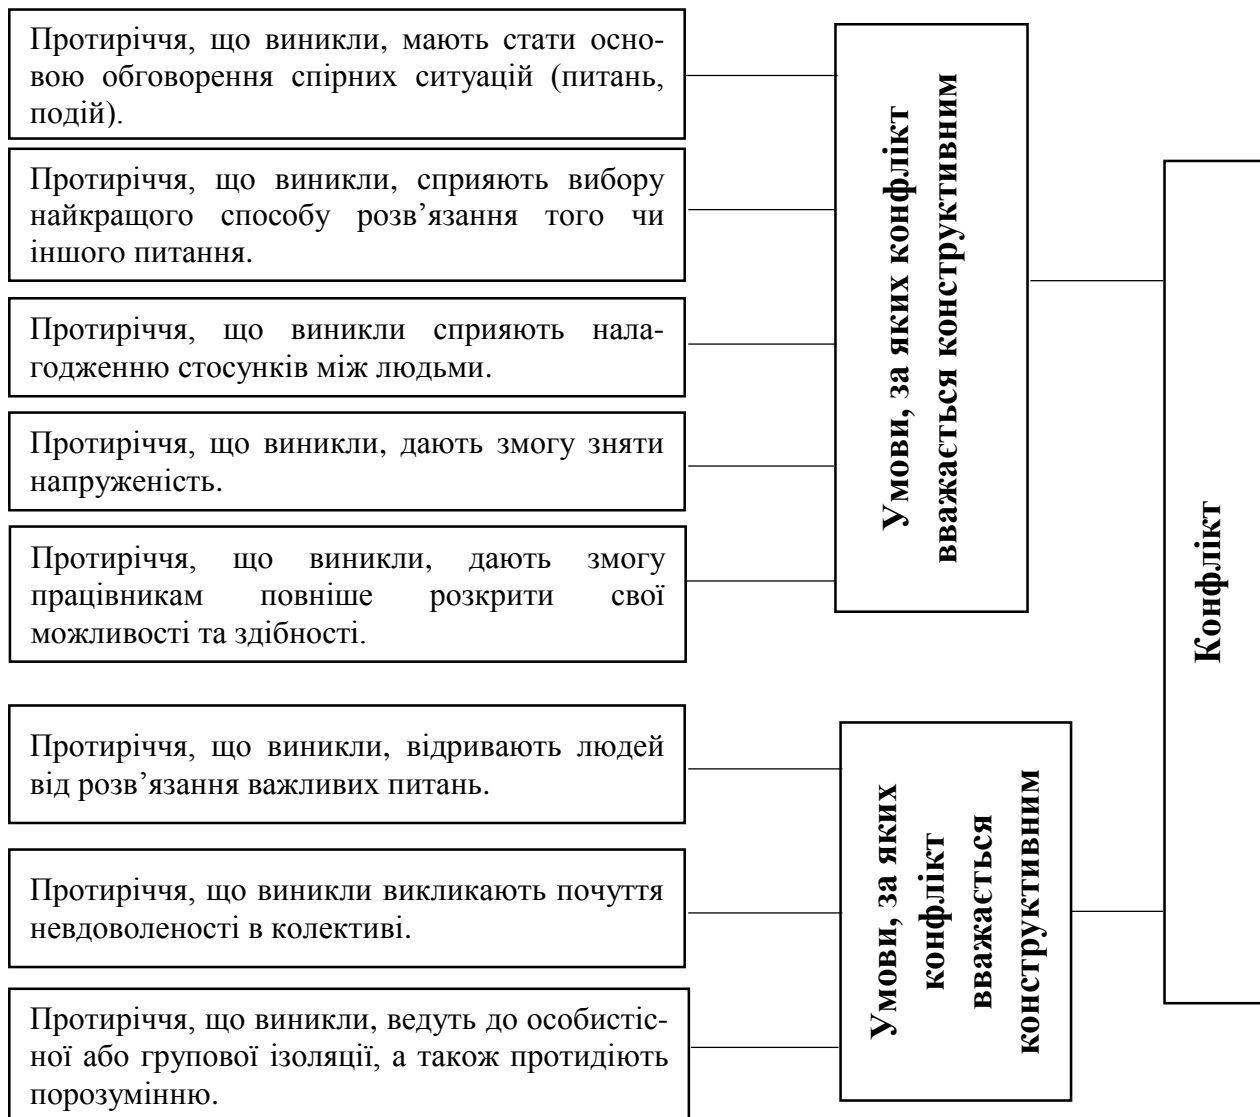 Протиріччя, що виникли, мають стати осно-
вою обговорення спірних ситуацій (питань,
подій).
Протиріччя, що виникли, сприяють вибору
найкращого способу розв’язання того чи
іншого питання.
Протиріччя, що виникли сприяють нала-
годженню стосунків між людьми.
Протиріччя, що виникли, дають змогу зняти
напруженість.
Протиріччя, що виникли, дають змогу
працівникам повніше розкрити свої
можливості та здібності.
Умови, за яких конфлікт
вважається конструктивним
Протиріччя, що виникли, відривають людей
від розв’язання важливих питань.
Протиріччя, що виникли викликають почуття
невдоволеності в колективі.
Протиріччя, що виникли, ведуть до особистіс-
ної або групової ізоляції, а також протидіють
порозумінню.
Умови, за яких
конфлікт
вважається
конструктивним
Конфлікт